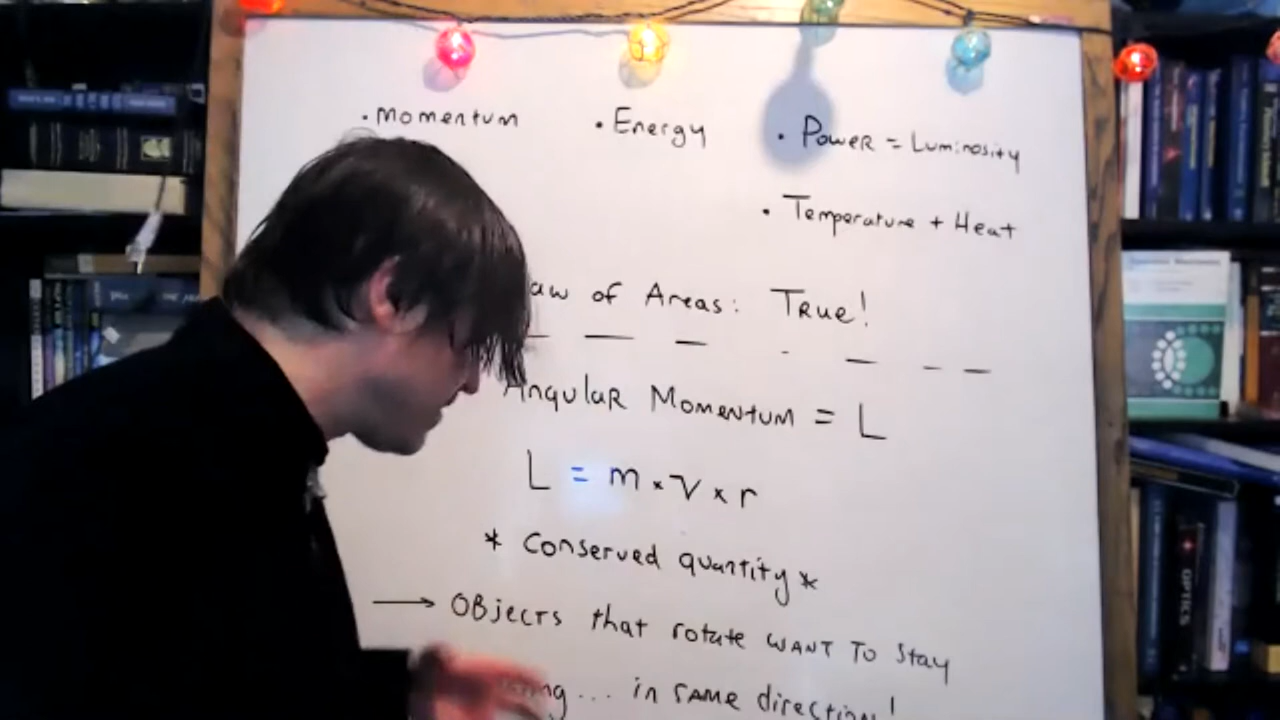 • Momentum • Energy • Power = Luminosity
• Temperature + Heat
of Areas: True!
Angular Momentum = L
L = m × v × r
* Conserved quantity *
→ Objects that rotate want to stay
... in same direction!
OPTICS